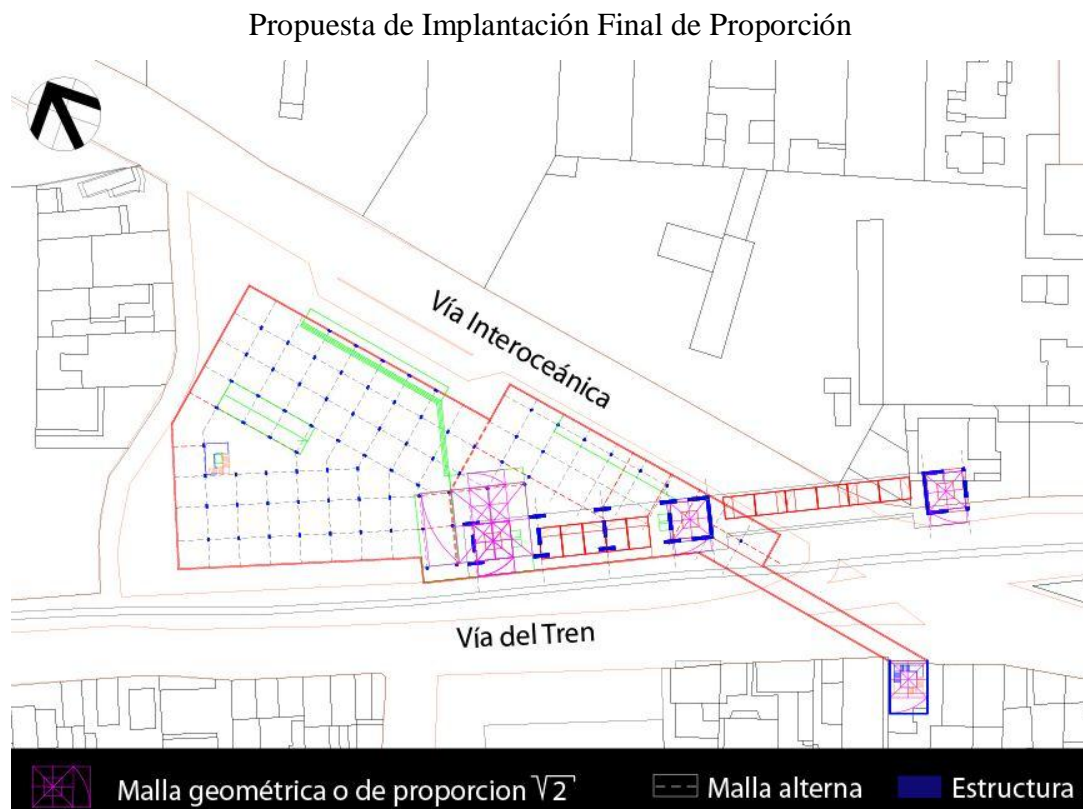 Propuesta de Implantación Final de Proporción
Vía Interoceánica
Vía del Tren
Malla geométrica o de proporcion √2
Malla alterna
Estructura